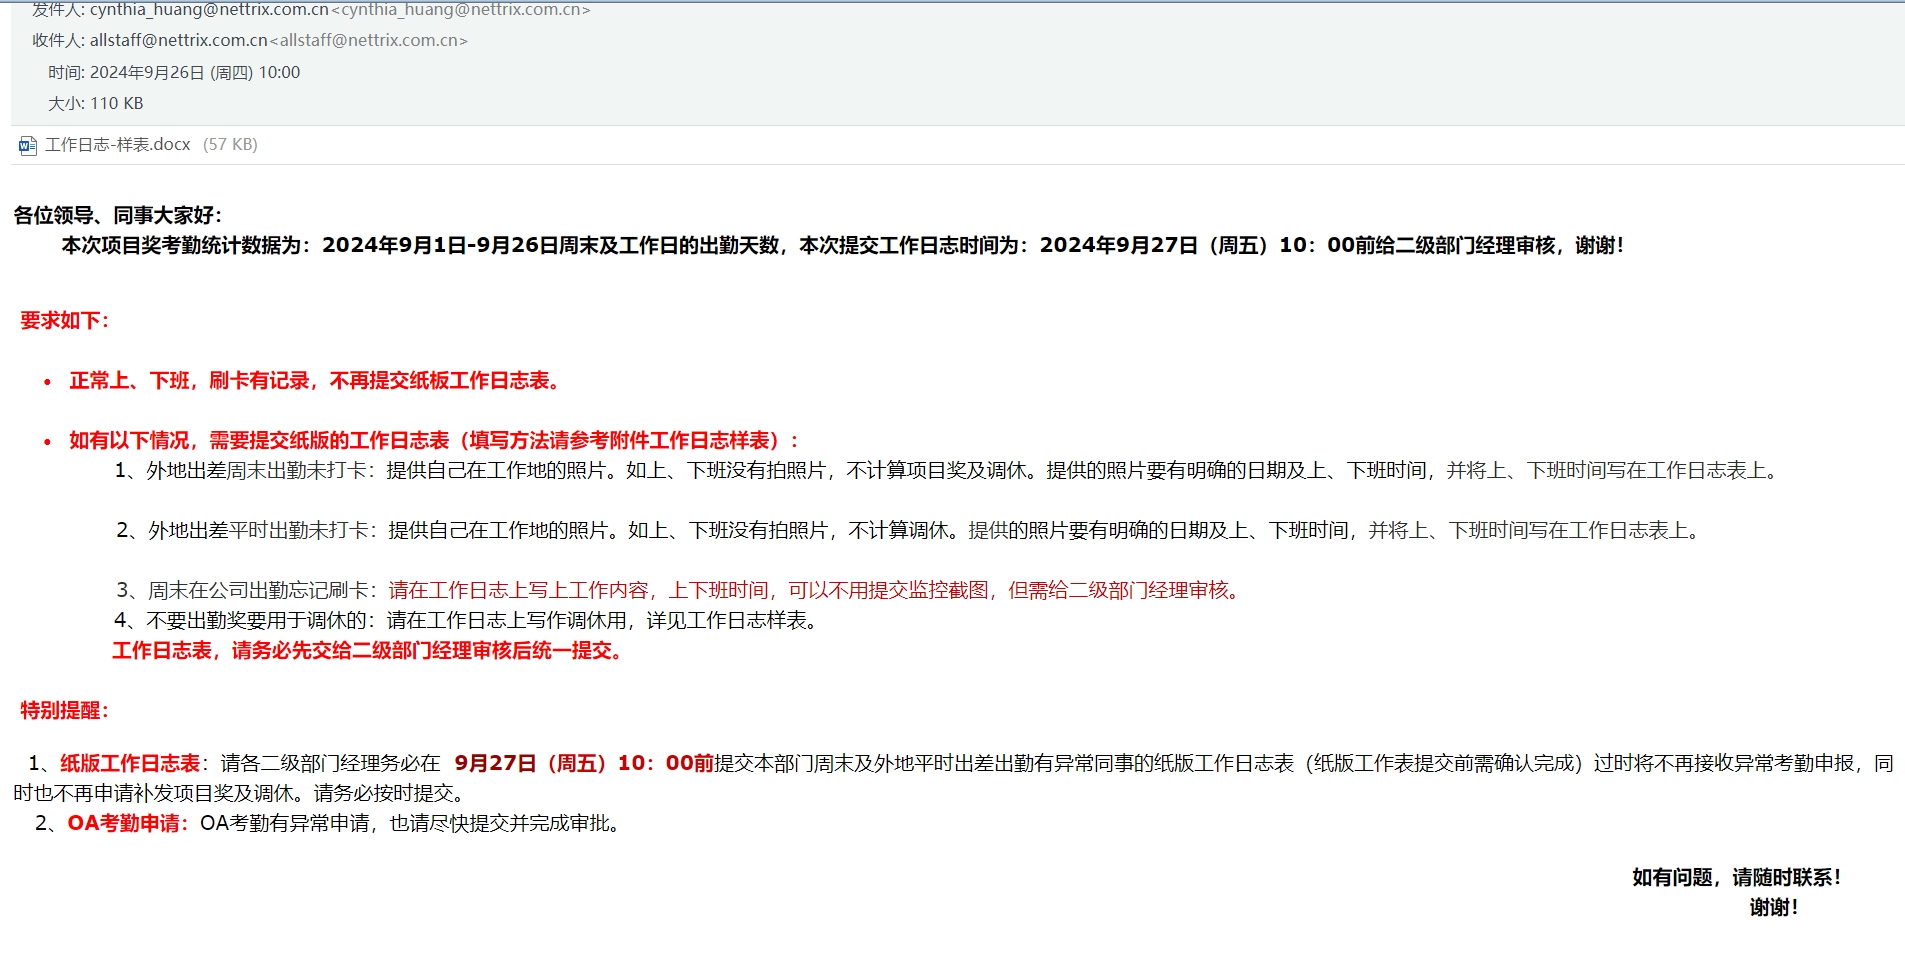 发件人: cynthia_huang@nettrix.com.cn<cynthia_huang@nettrix.com.cn>
收件人: allstaff@nettrix.com.cn<allstaff@nettrix.com.cn>
时间: 2024年9月26日 (周四) 10:00
大小: 110 KB
工作日志-样表.docx (57 KB)
各位领导、同事大家好：
本次项目奖考勤统计数据为：2024年9月1日-9月26日周末及工作日的出勤天数，本次提交工作日志时间为：2024年9月27日（周五）10：00前给二级部门经理审核，谢谢！
要求如下：
• 正常上、下班，刷卡有记录，不再提交纸板工作日志表。
• 如有以下情况，需要提交纸版的工作日志表（填写方法请参考附件工作日志样表）：
1、外地出差周末出勤未打卡：提供自己在工作地的照片。如上、下班没有拍照片，不计算项目奖及调休。提供的照片要有明确的日期及上、下班时间，并将上、下班时间写在工作日志表上。
2、外地出差平时出勤未打卡：提供自己在工作地的照片。如上、下班没有拍照片，不计算调休。提供的照片要有明确的日期及上、下班时间，并将上、下班时间写在工作日志表上。
3、周末在公司出勤忘记刷卡：请在工作日志上写上工作内容，上下班时间，可以不用提交监控截图，但需给二级部门经理审核。
4、不要出勤奖要用于调休的：请在工作日志上写作调休用，详见工作日志样表。
工作日志表，请务必先交给二级部门经理审核后统一提交。
特别提醒：
1、纸版工作日志表：请各二级部门经理务必在 9月27日（周五）10：00前提交本部门周末及外地平时出差出勤有异常同事的纸版工作日志表（纸版工作表提交前需确认完成）过时将不再接收异常考勤申报，同
时也不再申请补发项目奖及调休。请务必按时提交。
2、OA考勤申请：OA考勤有异常申请，也请尽快提交并完成审批。
如有问题，请随时联系！
谢谢！